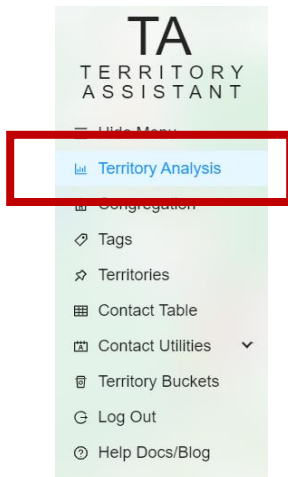 TA
TERRITORY
ASSISTANT
Hide Menu
Territory Analysis
Congregation
Tags
Territories
Contact Table
Contact Utilities
Territory Buckets
Log Out
Help Docs/Blog